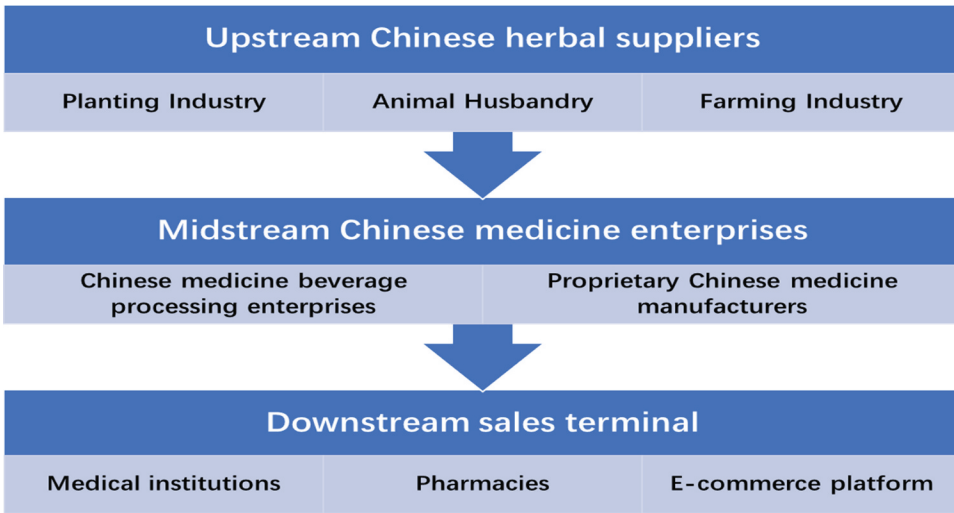 Upstream Chinese herbal suppliers
Planting Industry
Animal Husbandry
Farming Industry
Midstream Chinese medicine enterprises
Chinese medicine beverage
processing enterprises
Proprietary Chinese medicine
manufacturers
Downstream sales terminal
Medical institutions
Pharmacies
E-commerce platform